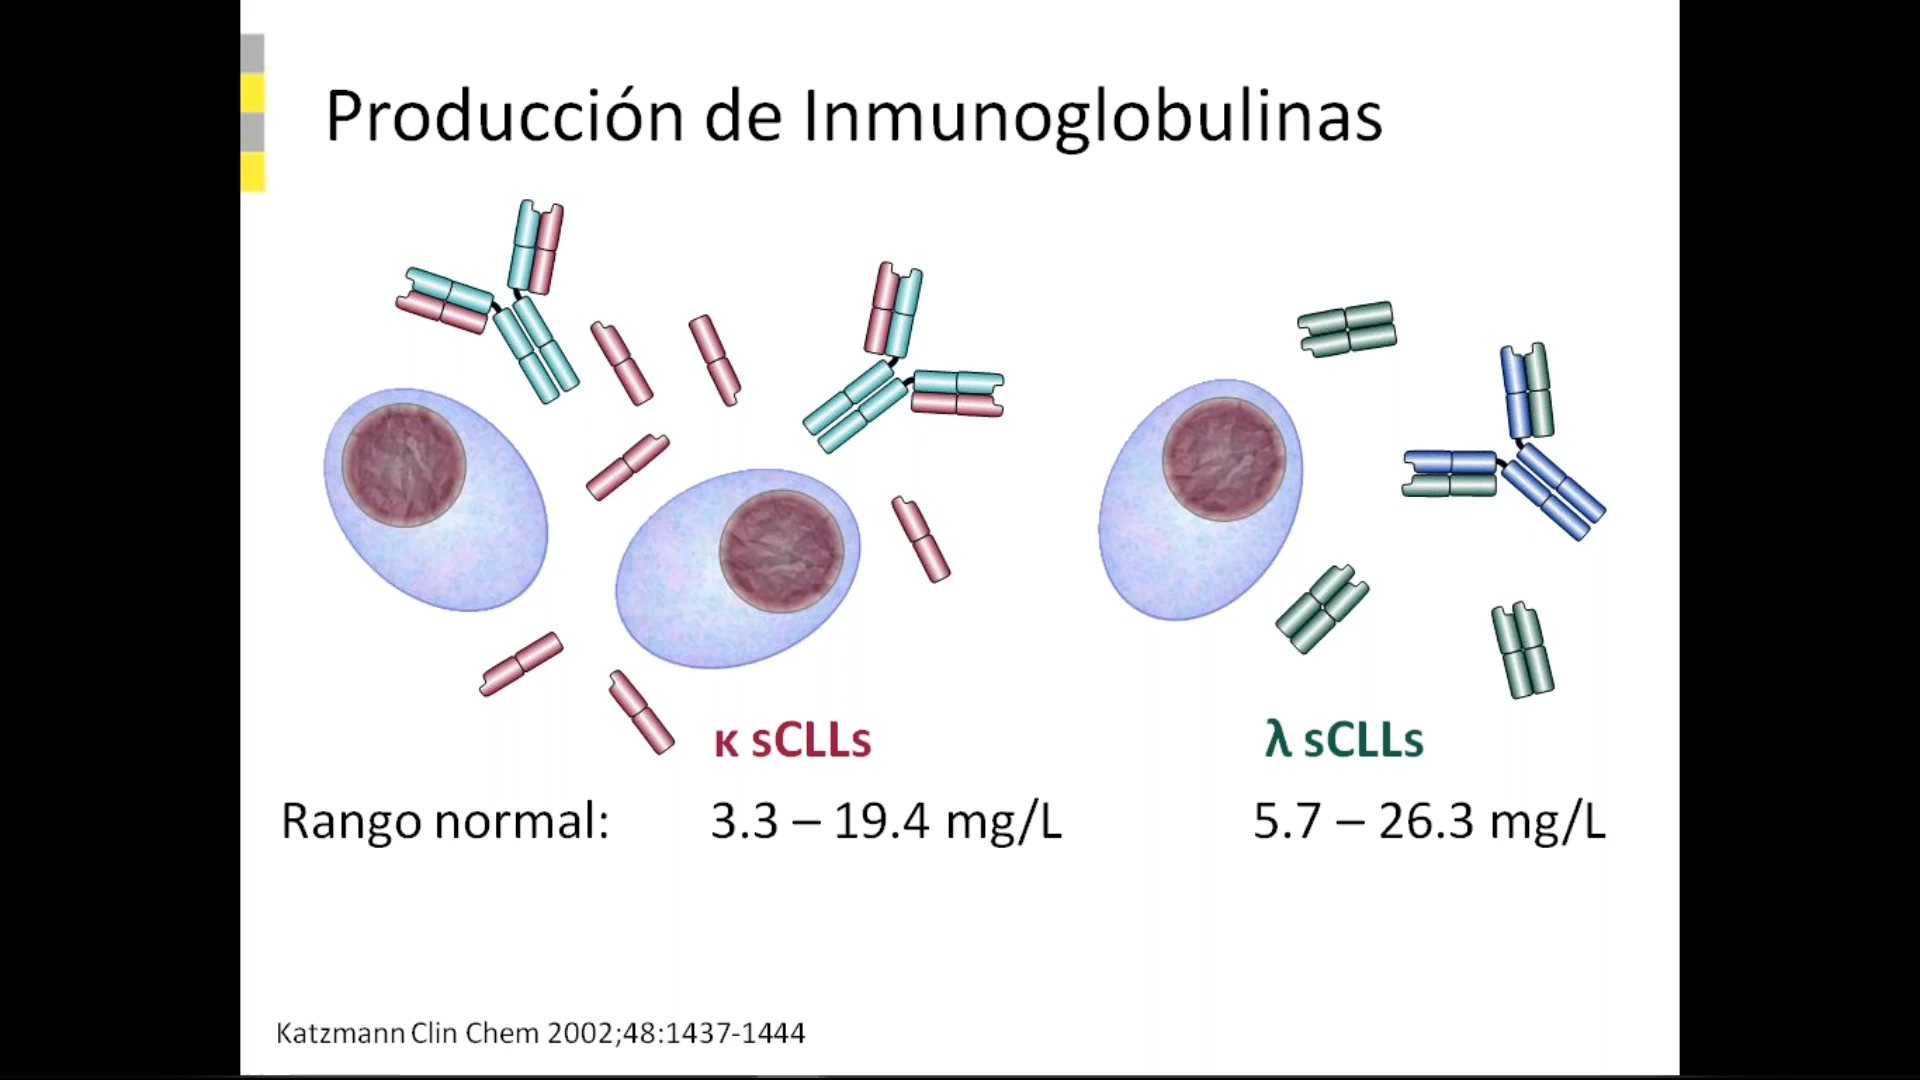 Producción de Inmunoglobulinas
κ sCLLs
λ sCLLs
Rango normal: 3.3 – 19.4 mg/L 5.7 – 26.3 mg/L
Katzmann Clin Chem 2002;48:1437-1444